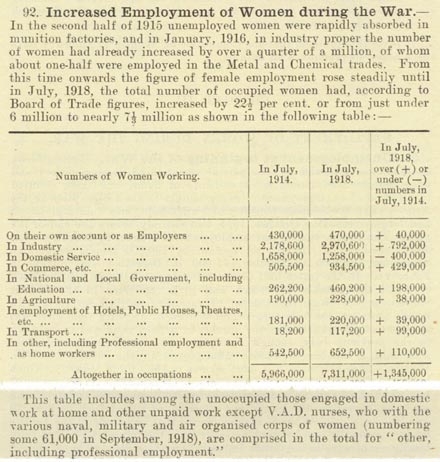 92. Increased Employment of Women during the War.—
In the second half of 1915 unemployed women were rapidly absorbed in
munition factories, and in January, 1916, in industry proper the number
of women had already increased by over a quarter of a million, of whom
about one-half were employed in the Metal and Chemical trades. From
this time onwards the figure of female employment rose steadily until
in July, 1918, the total number of occupied women had, according to
Board of Trade figures, increased by 22½ per cent. or from just under
6 million to nearly 7⅓ million as shown in the following table:—
Numbers of Women Working. In July, 1914. In July, 1918. In July, 1918, over (+) or under (—) numbers in July, 1914.
On their own account or as Employers ... ... 430,000 470,000 + 40,000
In Industry ... ... ... ... ... ... 2,178,600 2,970,600 + 792,000
In Domestic Service ... ... ... ... ... 1,658,000 1,258,000 — 400,000
In Commerce, etc. ... ... ... ... ... 505,500 934,500 + 429,000
In National and Local Government, including
Education ... ... ... ... ... ... 262,200 460,200 + 198,000
In Agriculture ... ... ... ... ... 190,000 228,000 + 38,000
In employment of Hotels, Public Houses, Theatres,
etc. ... ... ... ... ... ... ... 181,000 220,000 + 39,000
In Transport ... ... ... ... ... ... 18,200 117,200 + 99,000
In other, including Professional employment and
as home workers ... ... ... ... ... 542,500 652,500 + 110,000
Altogether in occupations ... ... 5,966,000 7,311,000 +1,345,000
This table includes among the unoccupied those engaged in domestic
work at home and other unpaid work except V.A.D. nurses, who with the
various naval, military and air organised corps of women (numbering
some 61,000 in September, 1918), are comprised in the total for "other,
including professional employment."